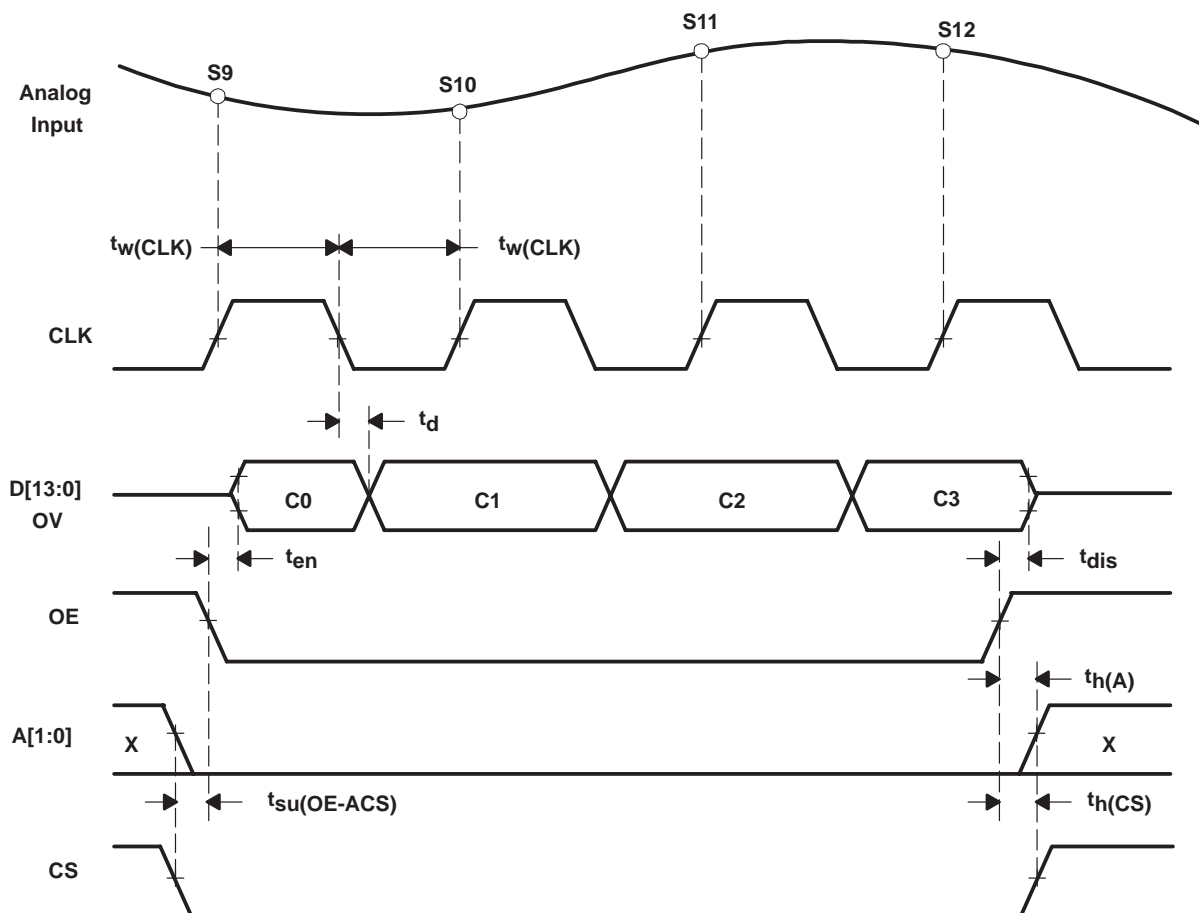 S11
S12
S9
S10
Analog
Input
tw(CLK)
tw(CLK)
CLK
td
D[13:0]
OV
C0
C1
C2
C3
ten
tdis
OE
th(A)
A[1:0]
X
X
tsu(OE-ACS)
th(CS)
CS